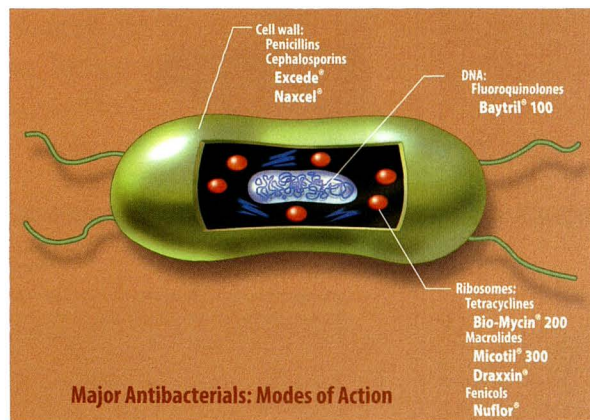 Cell wall:
Penicillins
Cephalosporins
Excede®
Naxcel®
DNA:
Fluoroquinolones
Baytril® 100
Ribosomes:
Tetracyclines
Bio-Mycin® 200
Macrolides
Micotil® 300
Draxxin®
Fenicols
Nuflor®
Major Antibacterials: Modes of Action